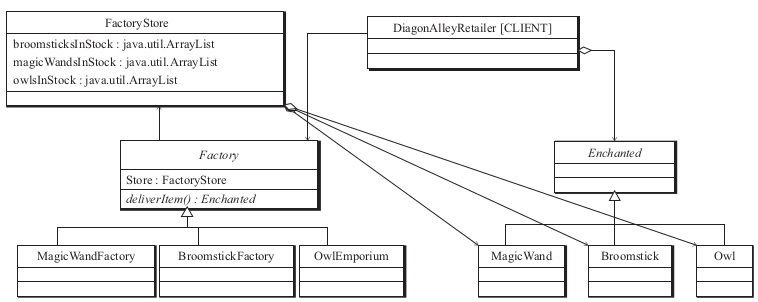 FactoryStore
broomsticksInStock : java.util.ArrayList
magicWandsInStock : java.util.ArrayList
owlsInStock : java.util.ArrayList
DiagonAlleyRetailer [CLIENT]
Factory
Store : FactoryStore
deliverItem() : Enchanted
Enchanted
MagicWandFactory
BroomstickFactory
OwlEmporium
MagicWand
Broomstick
Owl